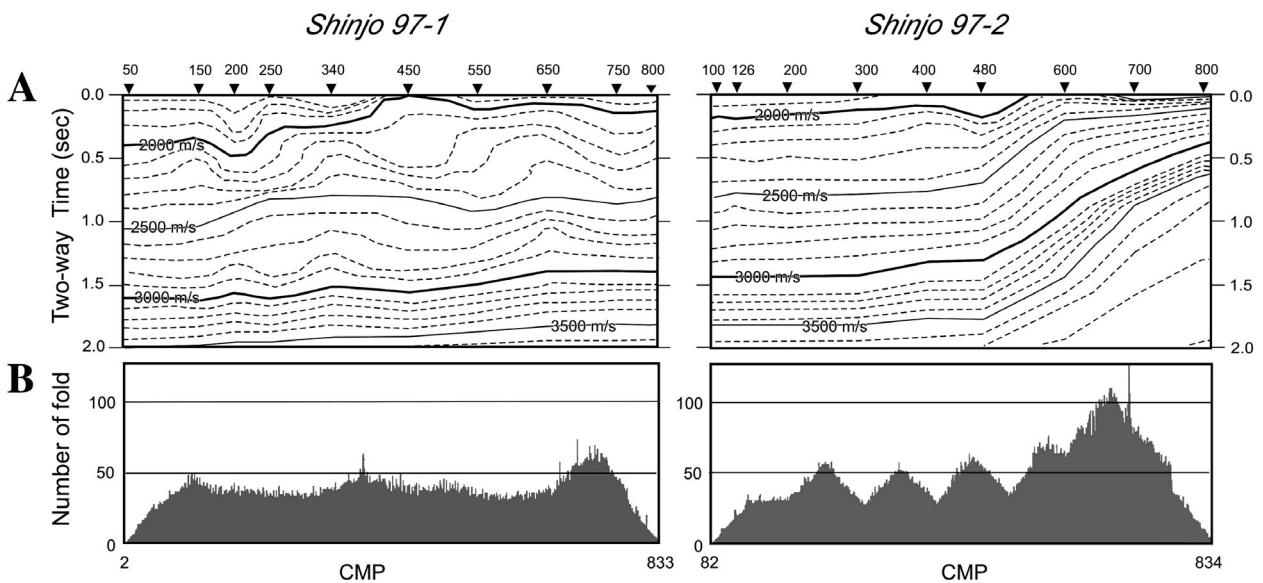 Shinjo 97-1
Shinjo 97-2
A
50 150 200 250 340 450 550 650 750 800
100 126 200 300 400 480 600 700 800
Two-way Time (sec)
0.0
0.5
1.0
1.5
2.0
2000 m/s
2500 m/s
3000 m/s
3500 m/s
2000 m/s
2500 m/s
3000 m/s
3500 m/s
0.0
0.5
1.0
1.5
2.0
B
Number of fold
100
50
0
100
50
0
2 CMP 833
82 CMP 834